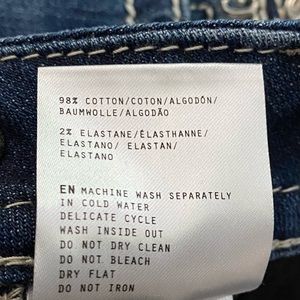 98% COTTON/COTON/ALGODÓN/
BAUMWOLLE/ALGODÃO
2% ELASTANE/ÉLASTHANNE/
ELASTANO/ ELASTAN/
ELASTANO
EN MACHINE WASH SEPARATELY
IN COLD WATER
DELICATE CYCLE
WASH INSIDE OUT
DO NOT DRY CLEAN
DO NOT BLEACH
DRY FLAT
DO NOT IRON